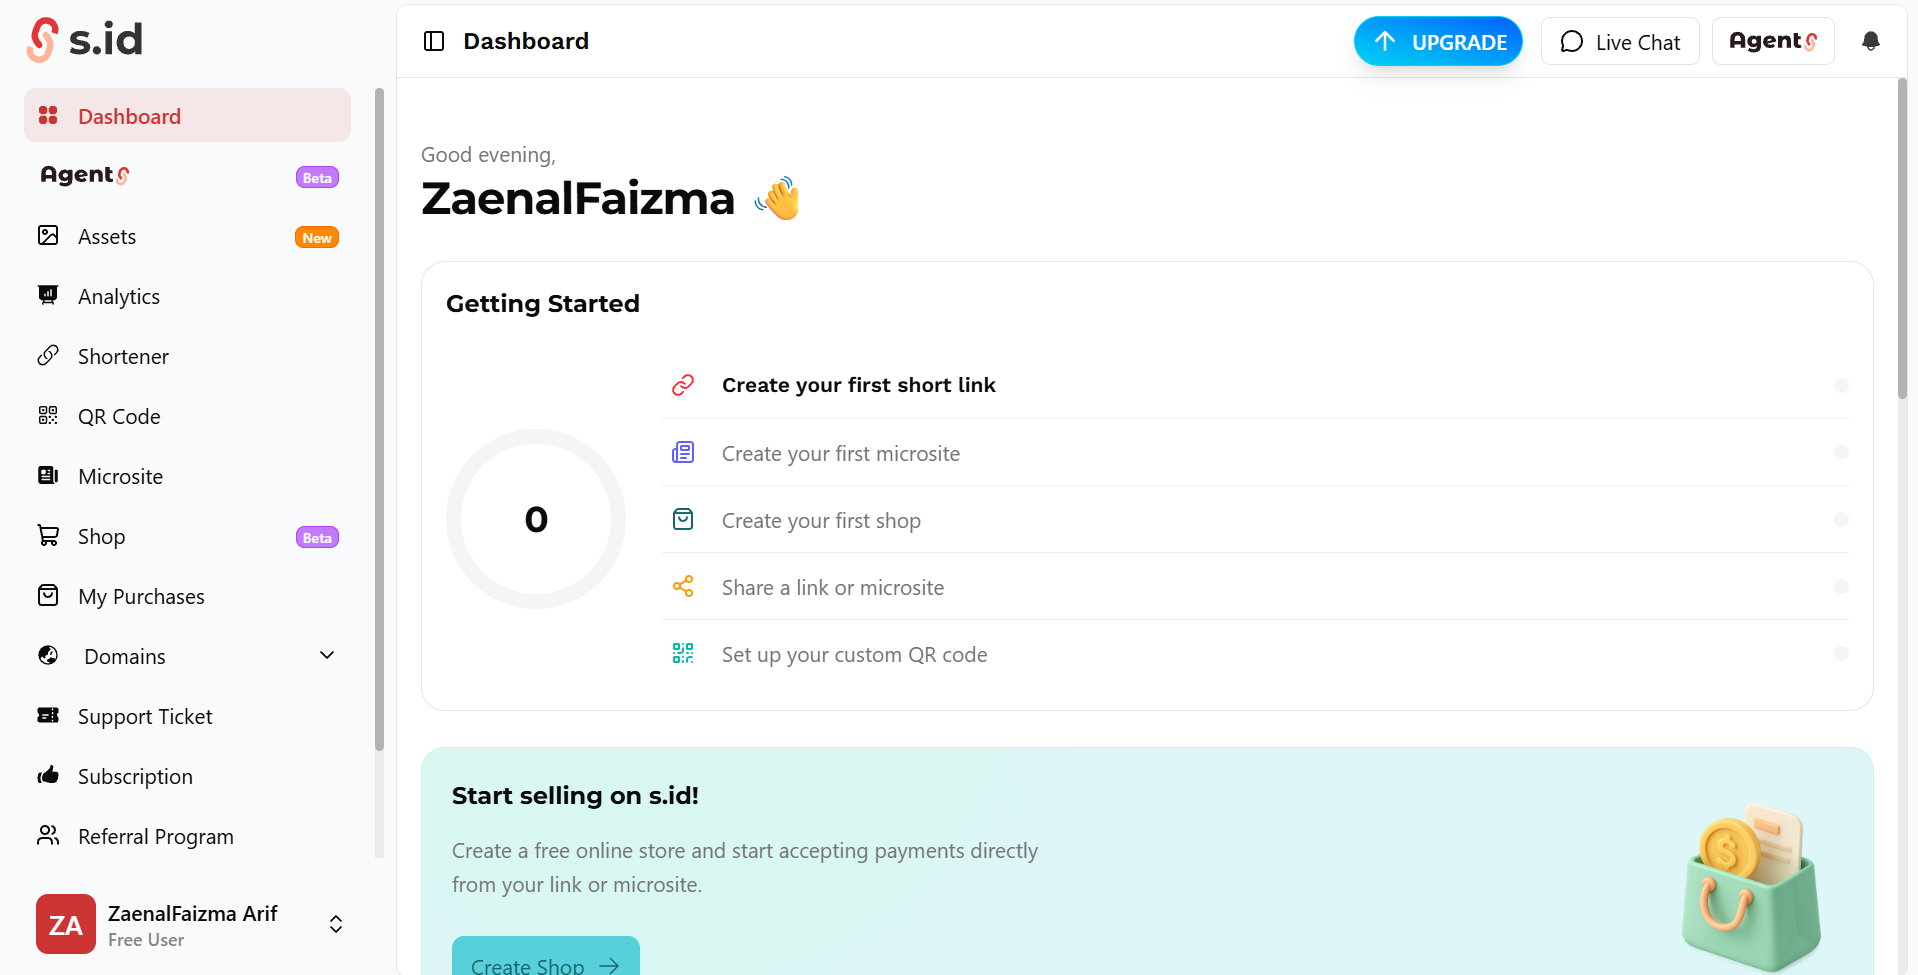 s.id
Dashboard
Agent
Beta
Assets
New
Analytics
Shortener
QR Code
Microsite
Shop
Beta
My Purchases
Domains
Support Ticket
Subscription
Referral Program
ZA
ZaenalFaizma Arif
Free User
Dashboard
UPGRADE
Live Chat
Agent
Good evening,
ZaenalFaizma 👋
Getting Started
0
Create your first short link
Create your first microsite
Create your first shop
Share a link or microsite
Set up your custom QR code
Start selling on s.id!
Create a free online store and start accepting payments directly
from your link or microsite.
Create Shop